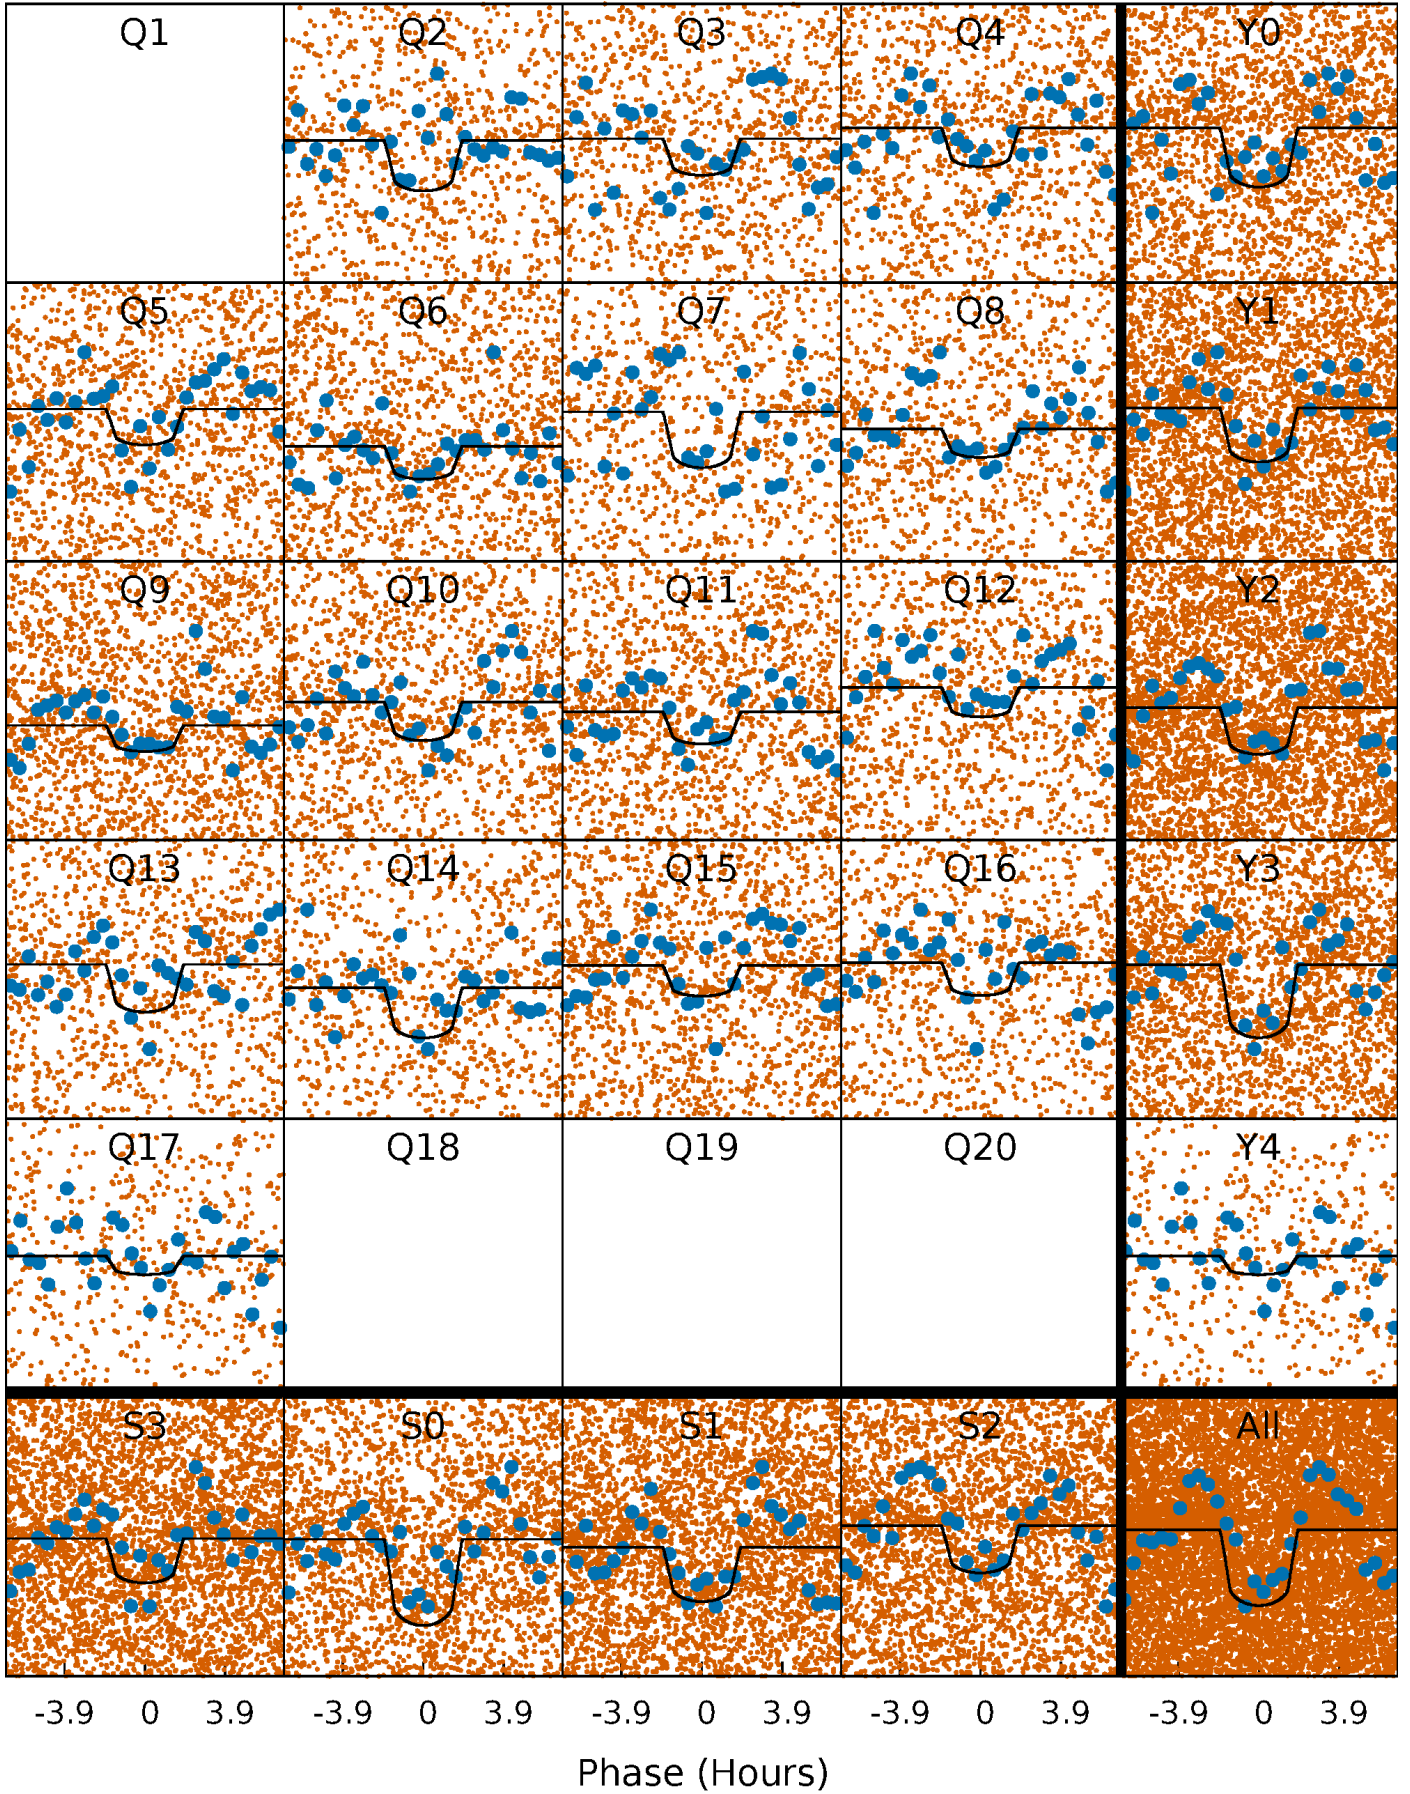 Q1 Q2 Q3 Q4 Y0
Q5 Q6 Q7 Q8 Y1
Q9 Q10 Q11 Q12 Y2
Q13 Q14 Q15 Q16 Y3
Q17 Q18 Q19 Q20 Y4
S3 S0 S1 S2 All
-3.9 0 3.9 -3.9 0 3.9 -3.9 0 3.9 -3.9 0 3.9 -3.9 0 3.9
Phase (Hours)